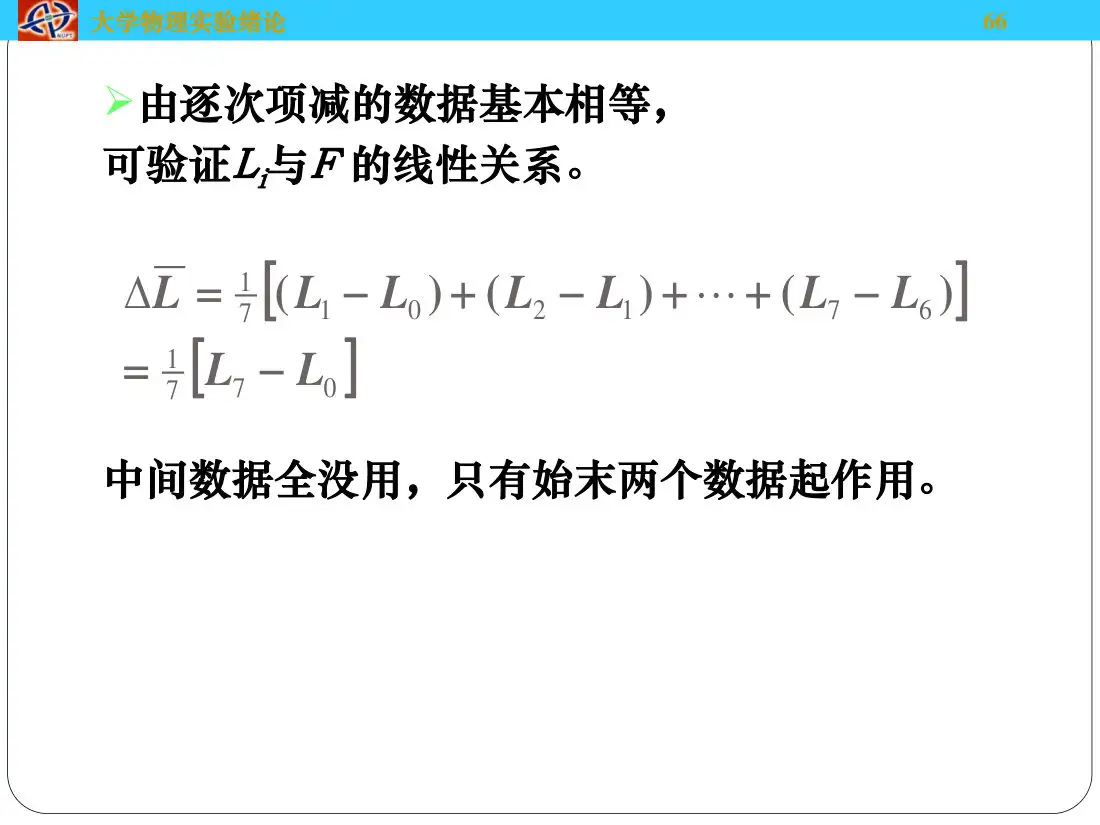 大学物理实验绪论 66
➢由逐次项减的数据基本相等，
可验证Lᵢ与F 的线性关系。
ΔL̅ = 1/7[(L₁ − L₀) + (L₂ − L₁) + ⋯ + (L₇ − L₆)]
= 1/7[L₇ − L₀]
中间数据全没用，只有始末两个数据起作用。